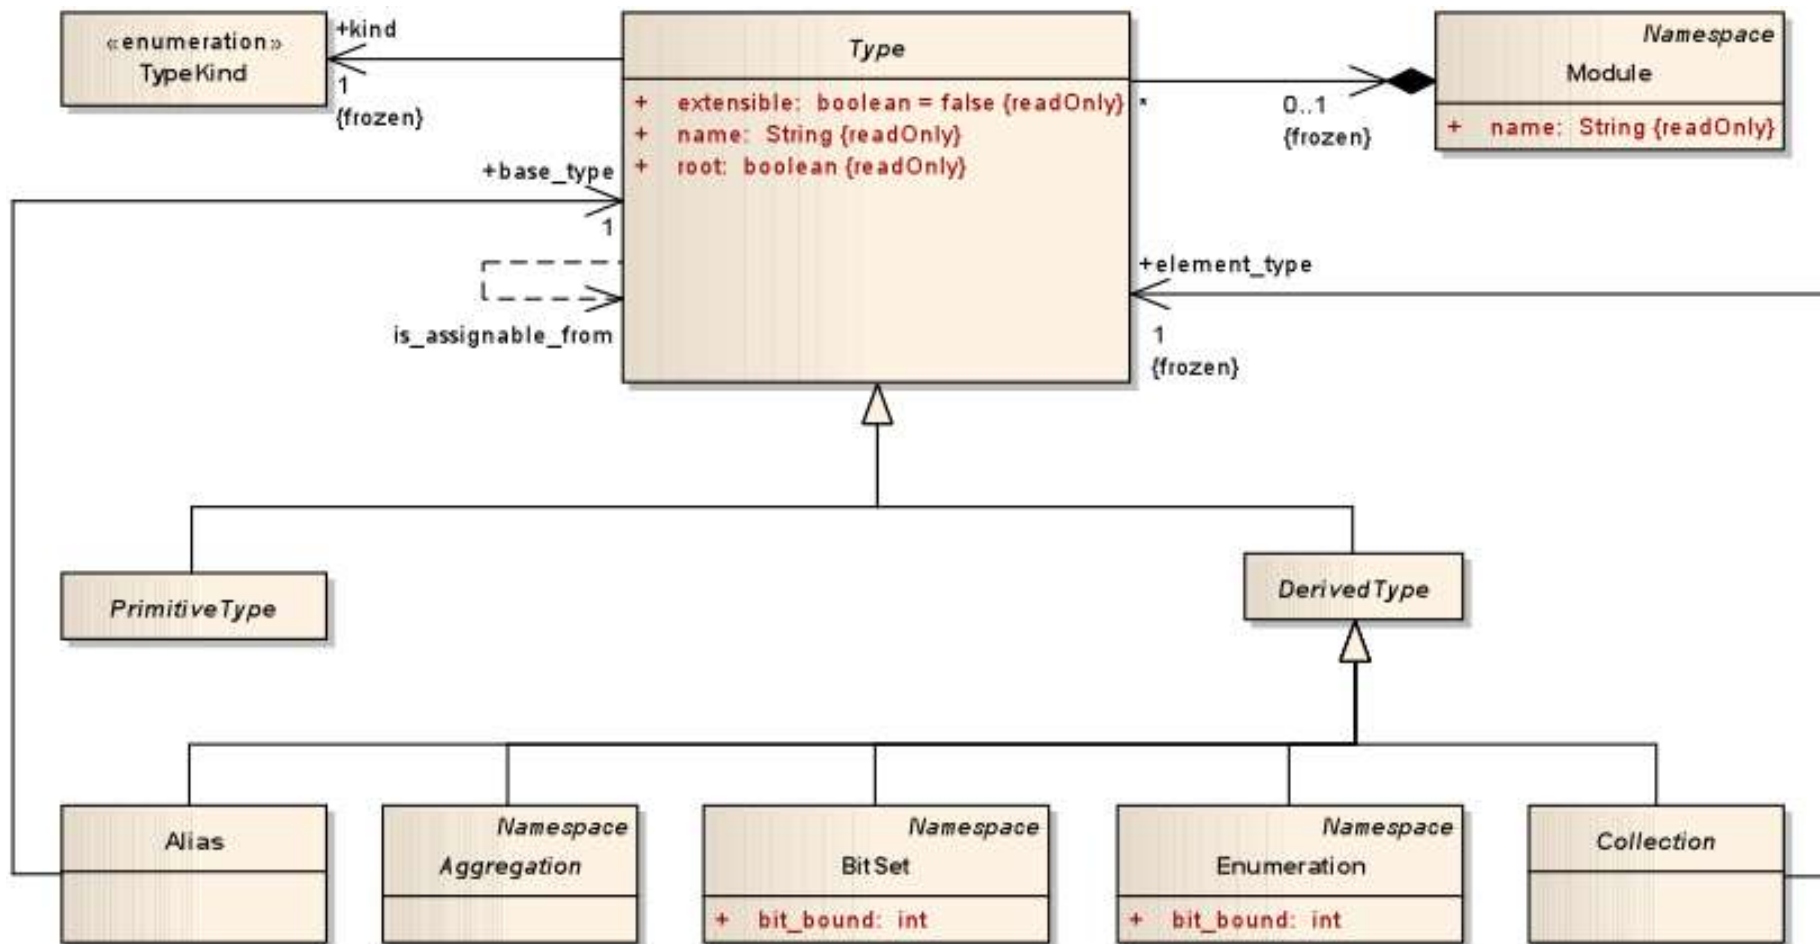 «enumeration»
TypeKind
+kind
1
{frozen}
Type
+ extensible: boolean = false {readOnly}
+ name: String {readOnly}
+ root: boolean {readOnly}
*
0..1
{frozen}
Namespace
Module
+ name: String {readOnly}
+base_type
1
is_assignable_from
+element_type
1
{frozen}
PrimitiveType
DerivedType
Alias
Namespace
Aggregation
Namespace
BitSet
+ bit_bound: int
Namespace
Enumeration
+ bit_bound: int
Collection